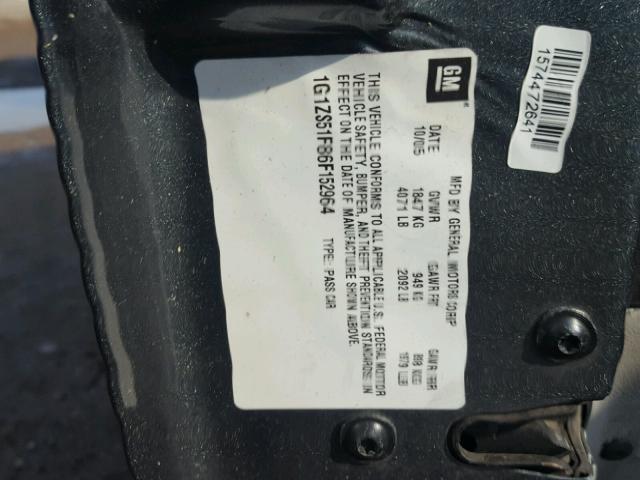 GM
MFD BY GENERAL MOTORS CORP
DATE GVWR GAWR FRT GAWR RR
10/05 1847 KG 949 KG 898 KG
4071 LB 2092 LB 1979 LB
THIS VEHICLE CONFORMS TO ALL APPLICABLE U.S. FEDERAL MOTOR
VEHICLE SAFETY, BUMPER, AND THEFT PREVENTION STANDARDS IN
EFFECT ON THE DATE OF MANUFACTURE SHOWN ABOVE.
1G1ZS51F86F152964 TYPE: PASS CAR
1574472641